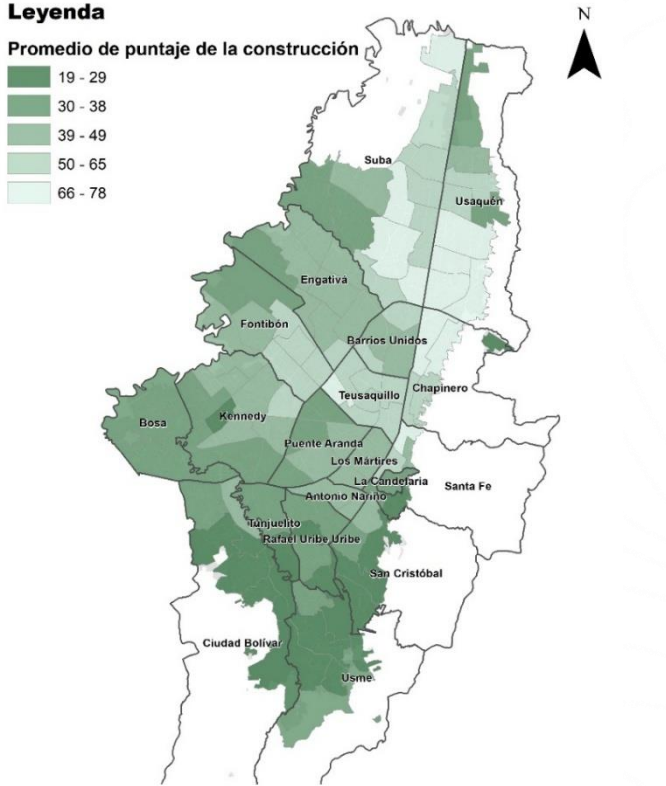 Leyenda
N
Promedio de puntaje de la construcción
19 - 29
30 - 38
39 - 49
50 - 65
66 - 78
Suba
Usaquén
Engativá
Fontibón
Barrios Unidos
Chapinero
Teusaquillo
Kennedy
Bosa
Puente Aranda
Los Mártires
La Candelaria
Santa Fe
Antonio Nariño
Tunjuelito
Rafael Uribe Uribe
San Cristóbal
Ciudad Bolívar
Usme